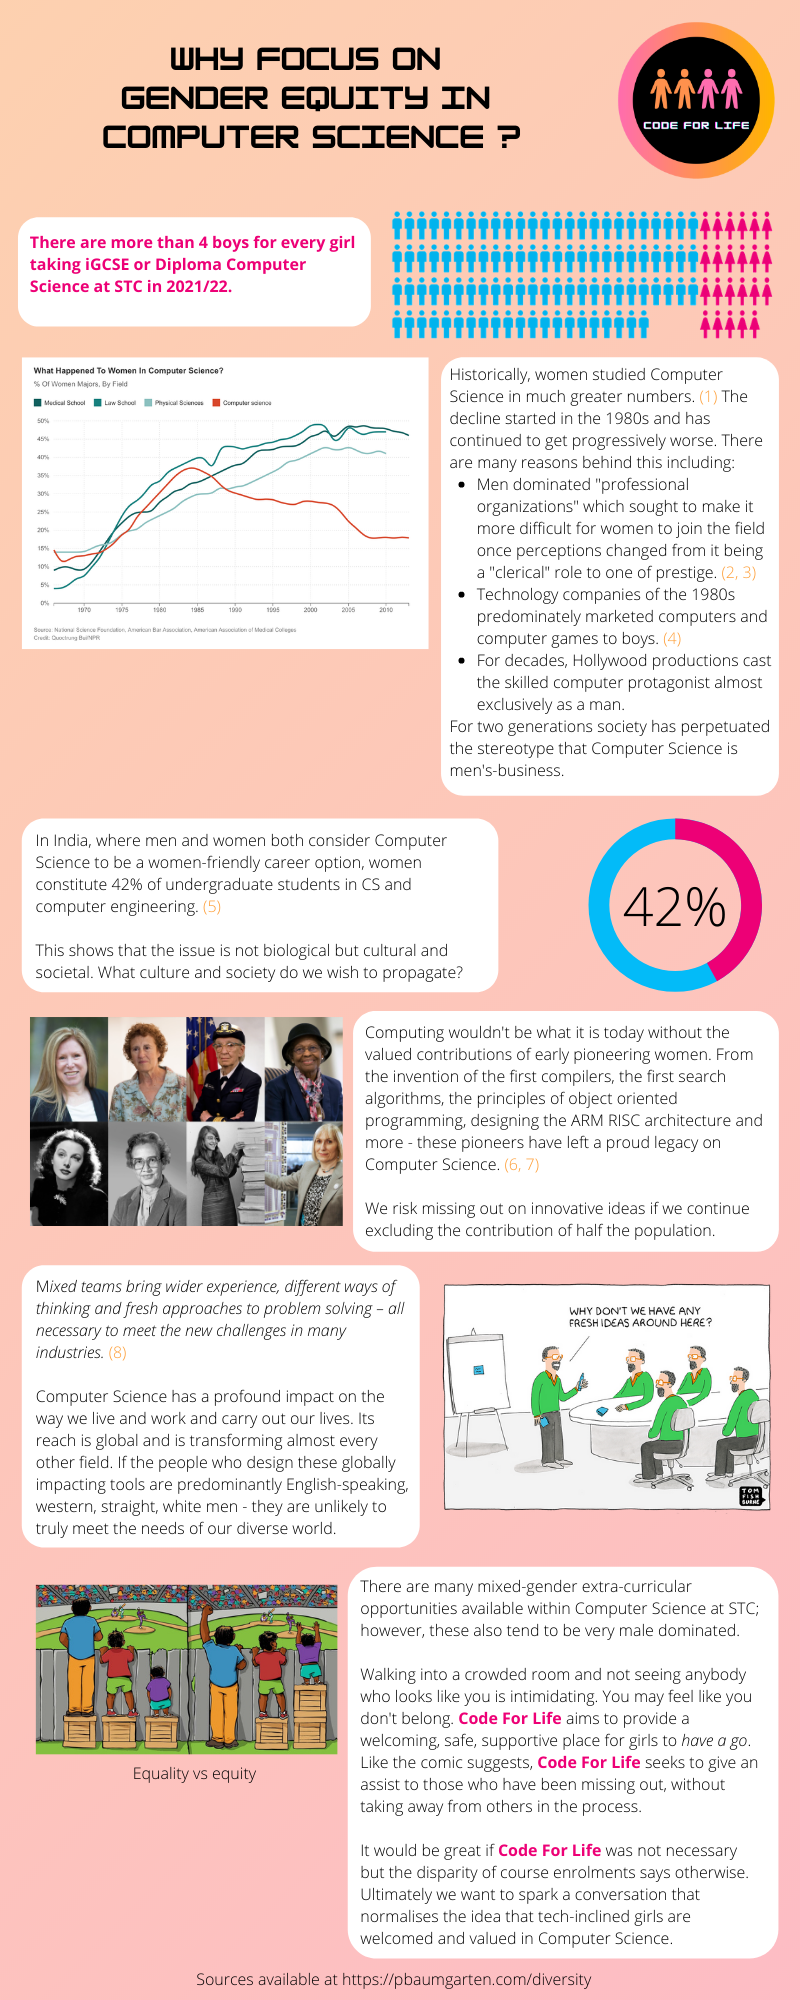 WHY FOCUS ON
GENDER EQUITY IN
COMPUTER SCIENCE ?
CODE FOR LIFE
There are more than 4 boys for every girl
taking iGCSE or Diploma Computer
Science at STC in 2021/22.
What Happened To Women In Computer Science?
% Of Women Majors, By Field
Medical School Law School Physical Sciences Computer science
50%
45%
40%
35%
30%
25%
20%
15%
10%
5%
0%
1970 1975 1980 1985 1990 1995 2000 2005 2010
Source: National Science Foundation, American Bar Association, American Association of Medical Colleges
Credit: Quoctrung Bui/NPR
Historically, women studied Computer
Science in much greater numbers. (1) The
decline started in the 1980s and has
continued to get progressively worse. There
are many reasons behind this including:
• Men dominated "professional
organizations" which sought to make it
more difficult for women to join the field
once perceptions changed from it being
a "clerical" role to one of prestige. (2, 3)
• Technology companies of the 1980s
predominately marketed computers and
computer games to boys. (4)
• For decades, Hollywood productions cast
the skilled computer protagonist almost
exclusively as a man.
For two generations society has perpetuated
the stereotype that Computer Science is
men's-business.
In India, where men and women both consider Computer
Science to be a women-friendly career option, women
constitute 42% of undergraduate students in CS and
computer engineering. (5)
This shows that the issue is not biological but cultural and
societal. What culture and society do we wish to propagate?
42%
Computing wouldn't be what it is today without the
valued contributions of early pioneering women. From
the invention of the first compilers, the first search
algorithms, the principles of object oriented
programming, designing the ARM RISC architecture and
more - these pioneers have left a proud legacy on
Computer Science. (6, 7)
We risk missing out on innovative ideas if we continue
excluding the contribution of half the population.
Mixed teams bring wider experience, different ways of
thinking and fresh approaches to problem solving – all
necessary to meet the new challenges in many
industries. (8)
Computer Science has a profound impact on the
way we live and work and carry out our lives. Its
reach is global and is transforming almost every
other field. If the people who design these globally
impacting tools are predominantly English-speaking,
western, straight, white men - they are unlikely to
truly meet the needs of our diverse world.
WHY DON'T WE HAVE ANY
FRESH IDEAS AROUND HERE?
TOM
FISH
BURNE
Equality vs equity
There are many mixed-gender extra-curricular
opportunities available within Computer Science at STC;
however, these also tend to be very male dominated.
Walking into a crowded room and not seeing anybody
who looks like you is intimidating. You may feel like you
don't belong. Code For Life aims to provide a
welcoming, safe, supportive place for girls to have a go.
Like the comic suggests, Code For Life seeks to give an
assist to those who have been missing out, without
taking away from others in the process.
It would be great if Code For Life was not necessary
but the disparity of course enrolments says otherwise.
Ultimately we want to spark a conversation that
normalises the idea that tech-inclined girls are
welcomed and valued in Computer Science.
Sources available at https://pbaumgarten.com/diversity